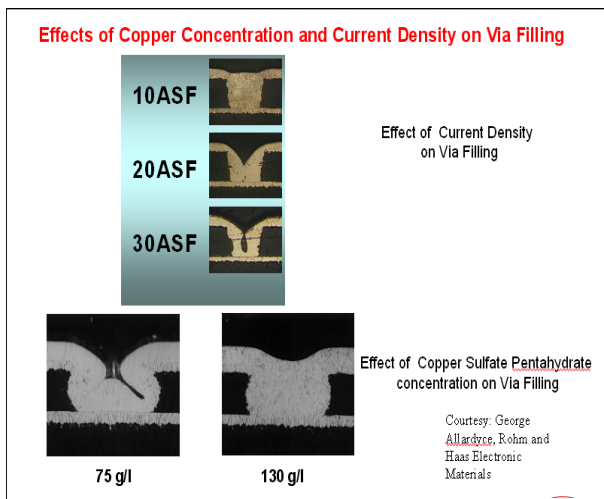 Effects of Copper Concentration and Current Density on Via Filling
10ASF
20ASF
30ASF
Effect of Current Density
on Via Filling
75 g/l
130 g/l
Effect of Copper Sulfate Pentahydrate
concentration on Via Filling
Courtesy: George
Allardyce, Rohm and
Haas Electronic
Materials